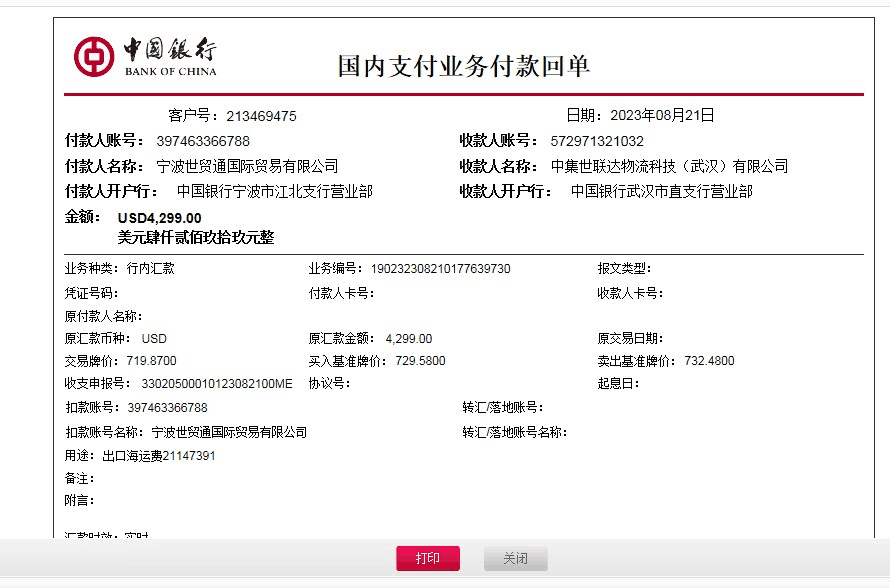 中国银行
BANK OF CHINA
国内支付业务付款回单
客户号：213469475 日期：2023年08月21日
付款人账号：397463366788 收款人账号：572971321032
付款人名称：宁波世贸通国际贸易有限公司 收款人名称：中集世联达物流科技（武汉）有限公司
付款人开户行：中国银行宁波市江北支行营业部 收款人开户行：中国银行武汉市直支行营业部
金额：USD4,299.00
美元肆仟贰佰玖拾玖元整
业务种类：行内汇款 业务编号：190232308210177639730 报文类型：
凭证号码： 付款人卡号： 收款人卡号：
原付款人名称：
原汇款币种：USD 原汇款金额：4,299.00 原交易日期：
交易牌价：719.8700 买入基准牌价：729.5800 卖出基准牌价：732.4800
收支申报号：33020500010123082100ME 协议号： 起息日：
扣款账号：397463366788 转汇/落地账号：
扣款账号名称：宁波世贸通国际贸易有限公司 转汇/落地账号名称：
用途：出口海运费21147391
备注：
附言：
汇款时效：实时
打印 关闭